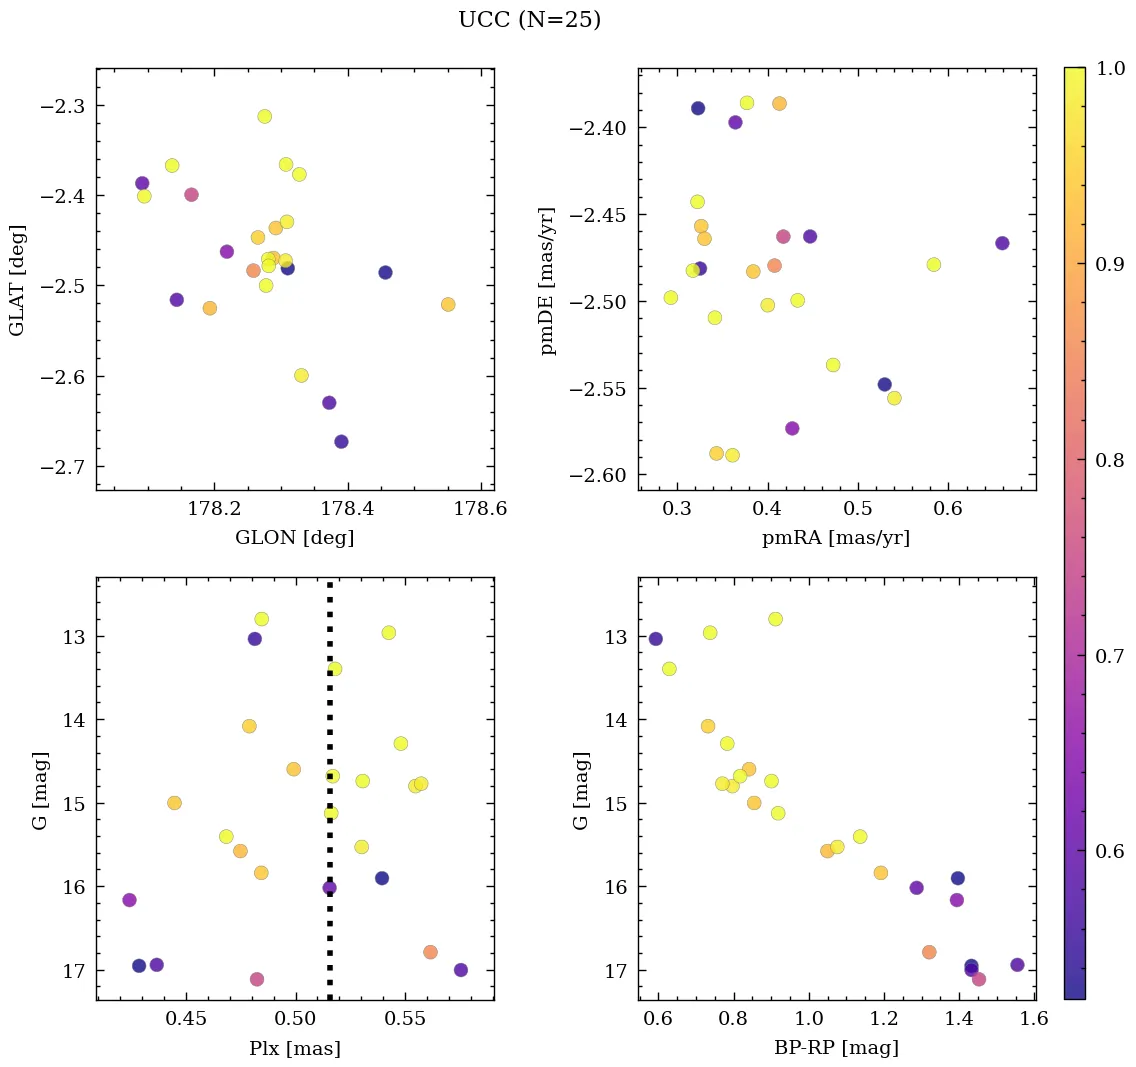 UCC (N=25)
−2.3
−2.4
−2.5
−2.6
−2.7
GLAT [deg]
178.2 178.4 178.6
GLON [deg]
−2.40
−2.45
−2.50
−2.55
−2.60
pmDE [mas/yr]
0.3 0.4 0.5 0.6
pmRA [mas/yr]
13
14
15
16
17
G [mag]
0.45 0.50 0.55
Plx [mas]
13
14
15
16
17
G [mag]
0.6 0.8 1.0 1.2 1.4 1.6
BP-RP [mag]
1.0
0.9
0.8
0.7
0.6